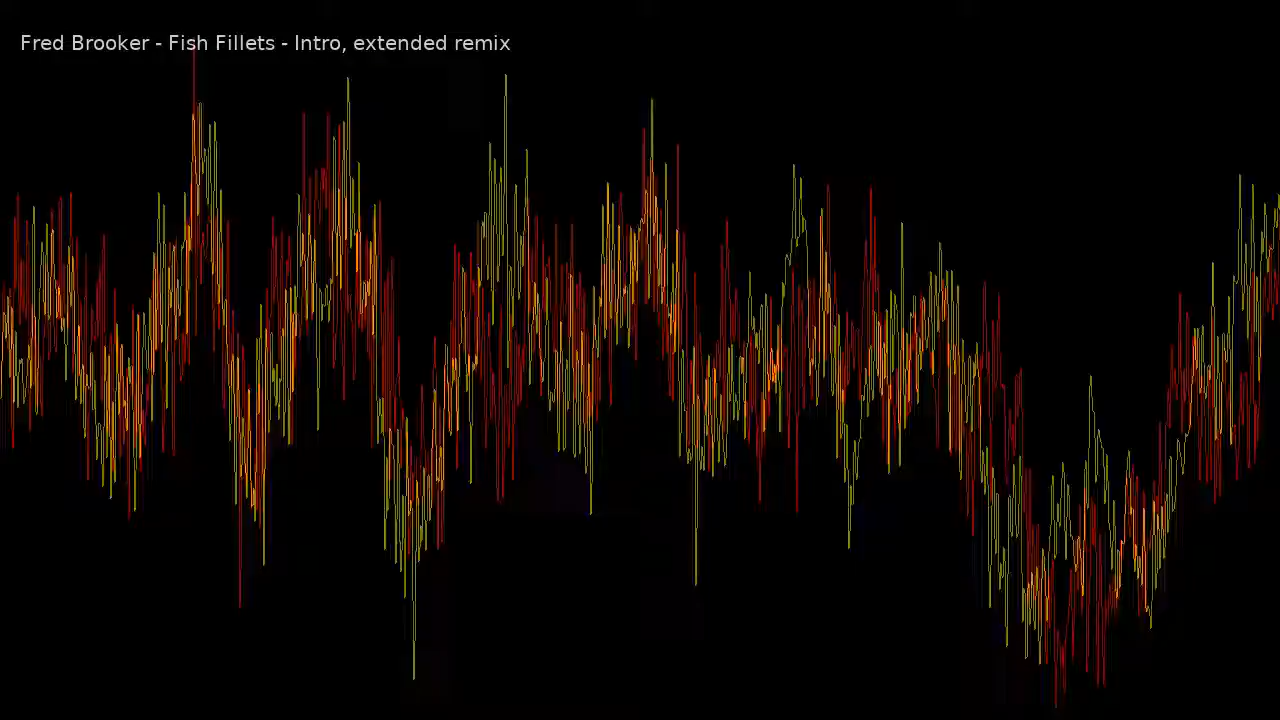 Fred Brooker - Fish Fillets - Intro, extended remix